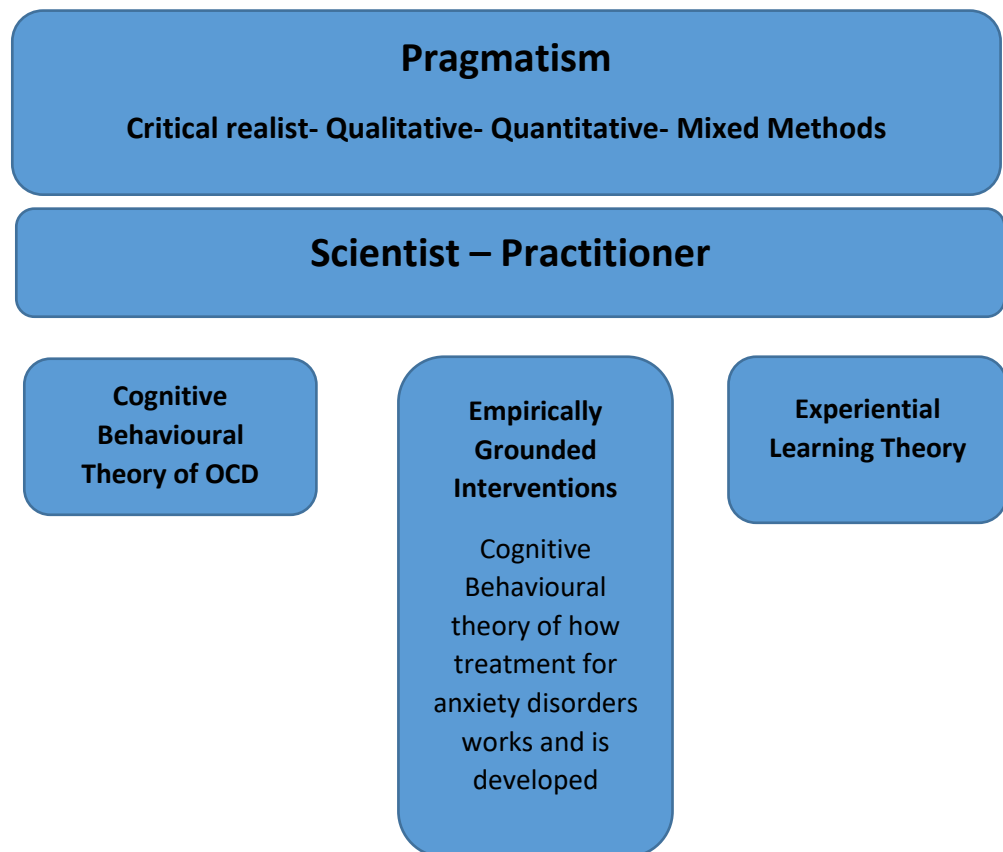 Pragmatism
Critical realist- Qualitative- Quantitative- Mixed Methods
Scientist – Practitioner
Cognitive
Behavioural
Theory of OCD
Empirically
Grounded
Interventions
Cognitive
Behavioural
theory of how
treatment for
anxiety disorders
works and is
developed
Experiential
Learning Theory